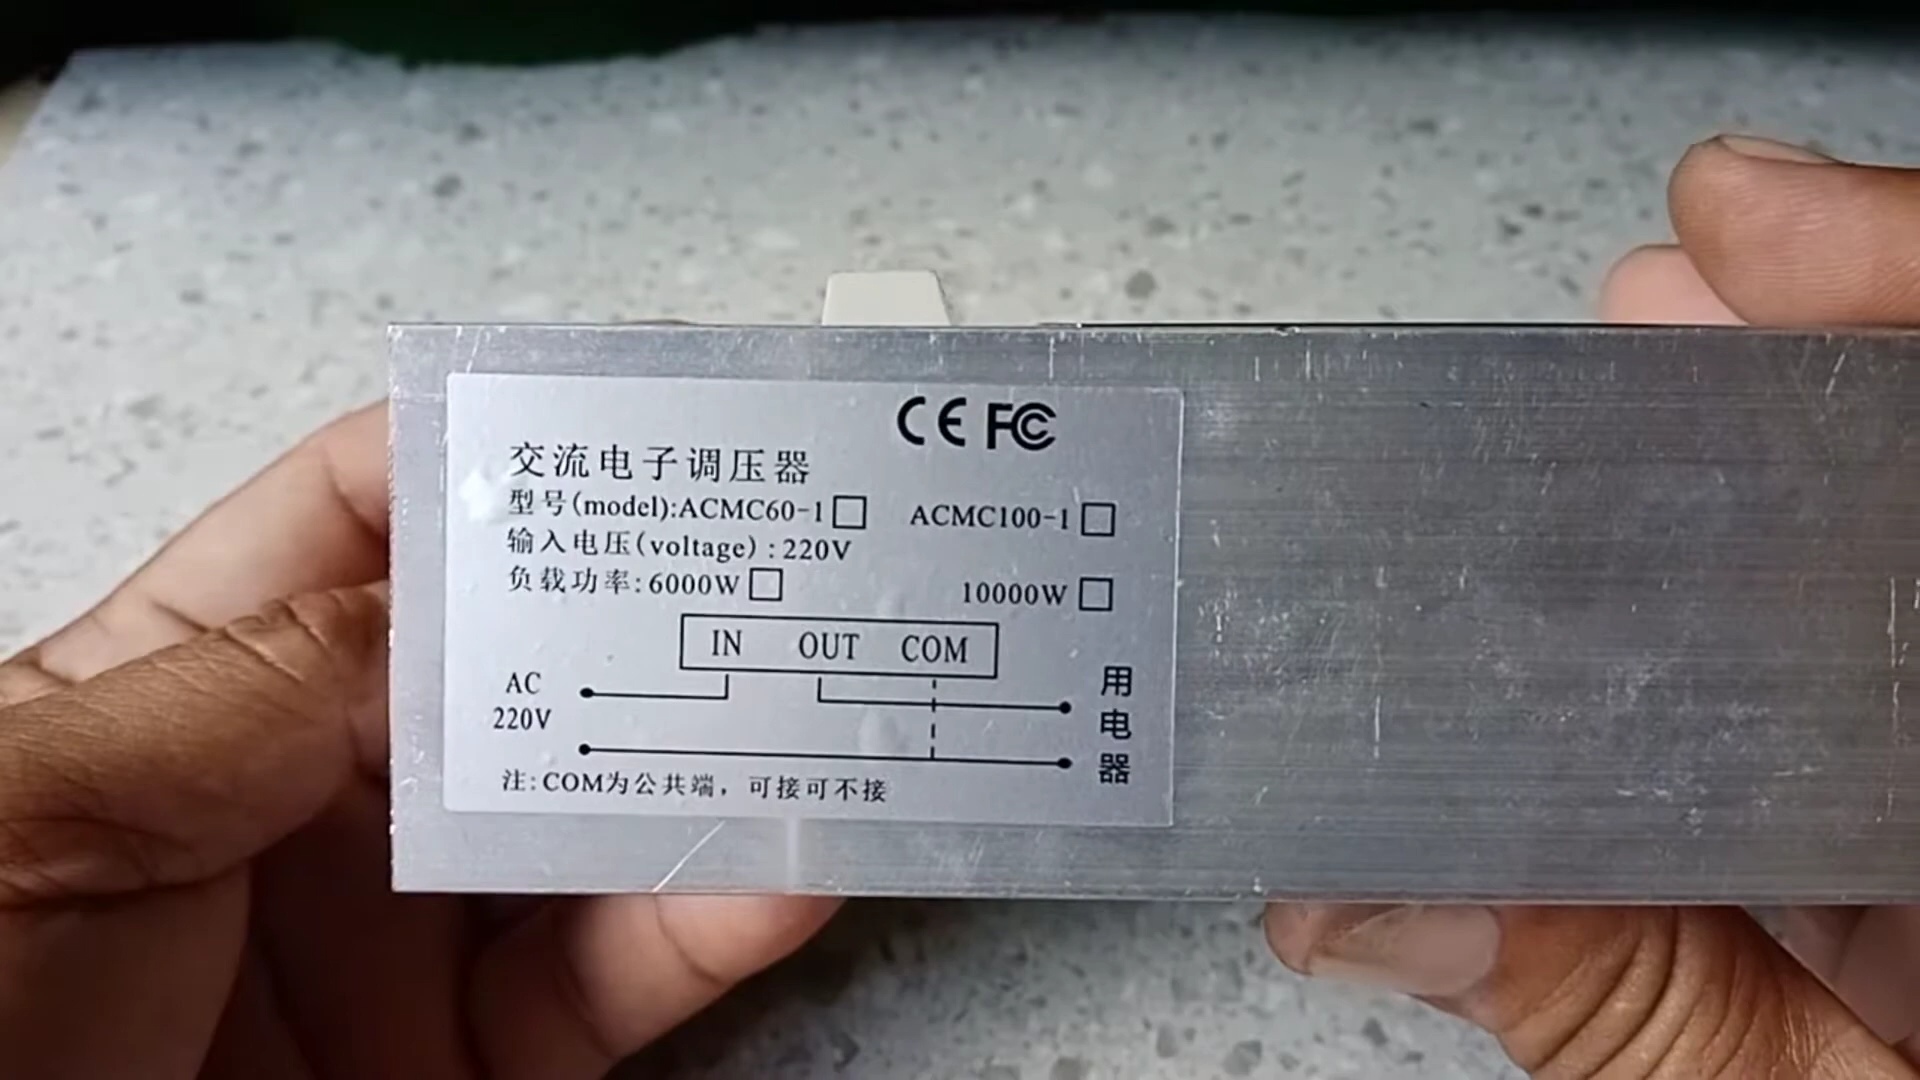 CE FC
交流电子调压器
型号(model):ACMC60-1□ ACMC100-1□
输入电压(voltage):220V
负载功率:6000W□ 10000W□
IN OUT COM
AC
220V
用
电
器
注:COM为公共端，可接可不接